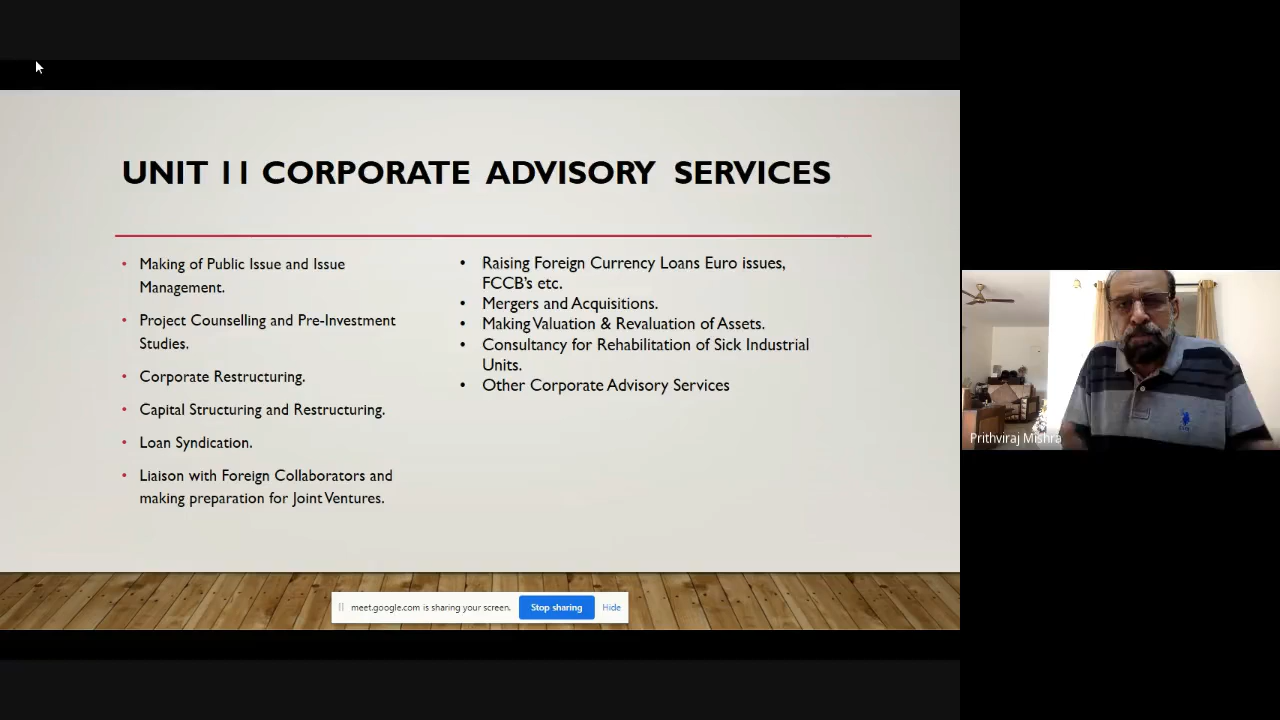 UNIT 11 CORPORATE ADVISORY SERVICES
• Making of Public Issue and Issue
Management.
• Project Counselling and Pre-Investment
Studies.
• Corporate Restructuring.
• Capital Structuring and Restructuring.
• Loan Syndication.
• Liaison with Foreign Collaborators and
making preparation for Joint Ventures.
• Raising Foreign Currency Loans Euro issues,
FCCB's etc.
• Mergers and Acquisitions.
• Making Valuation & Revaluation of Assets.
• Consultancy for Rehabilitation of Sick Industrial
Units.
• Other Corporate Advisory Services
Prithviraj Mishra
meet.google.com is sharing your screen.
Stop sharing
Hide